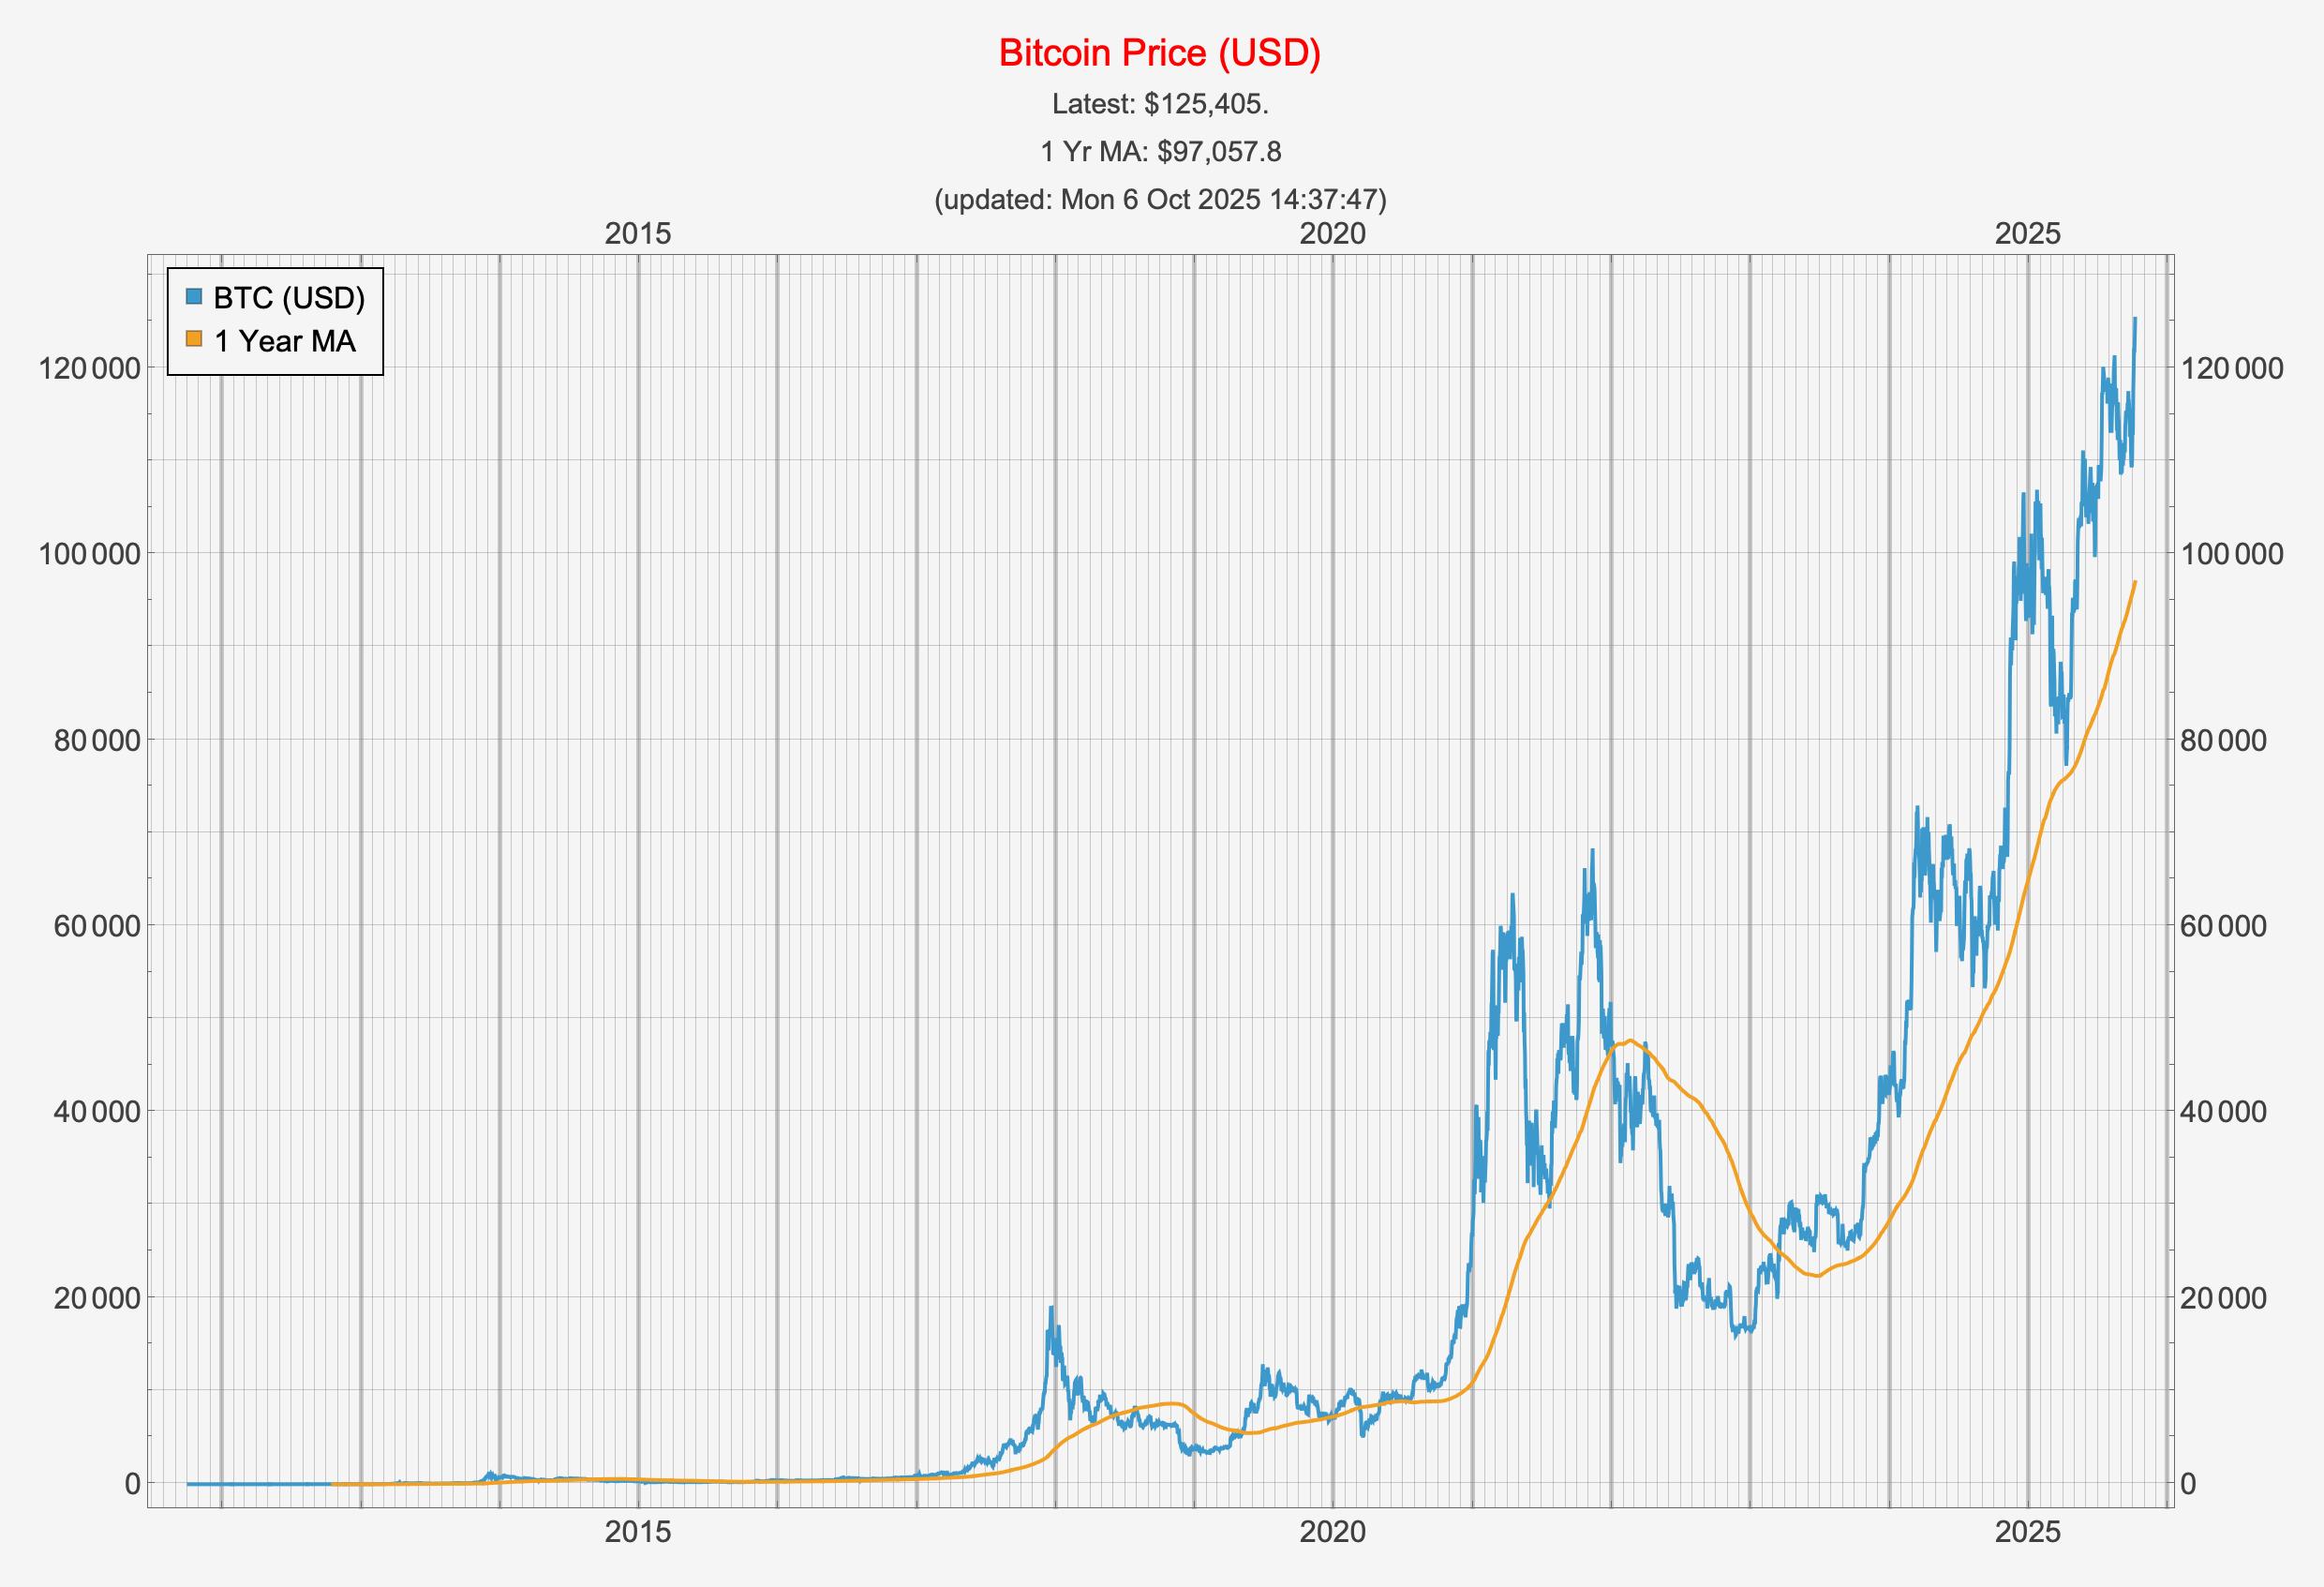 Bitcoin Price (USD)
Latest: $125,405.
1 Yr MA: $97,057.8
(updated: Mon 6 Oct 2025 14:37:47)
2015 2020 2025
BTC (USD)
1 Year MA
120 000 120 000
100 000 100 000
80 000 80 000
60 000 60 000
40 000 40 000
20 000 20 000
0 0
2015 2020 2025